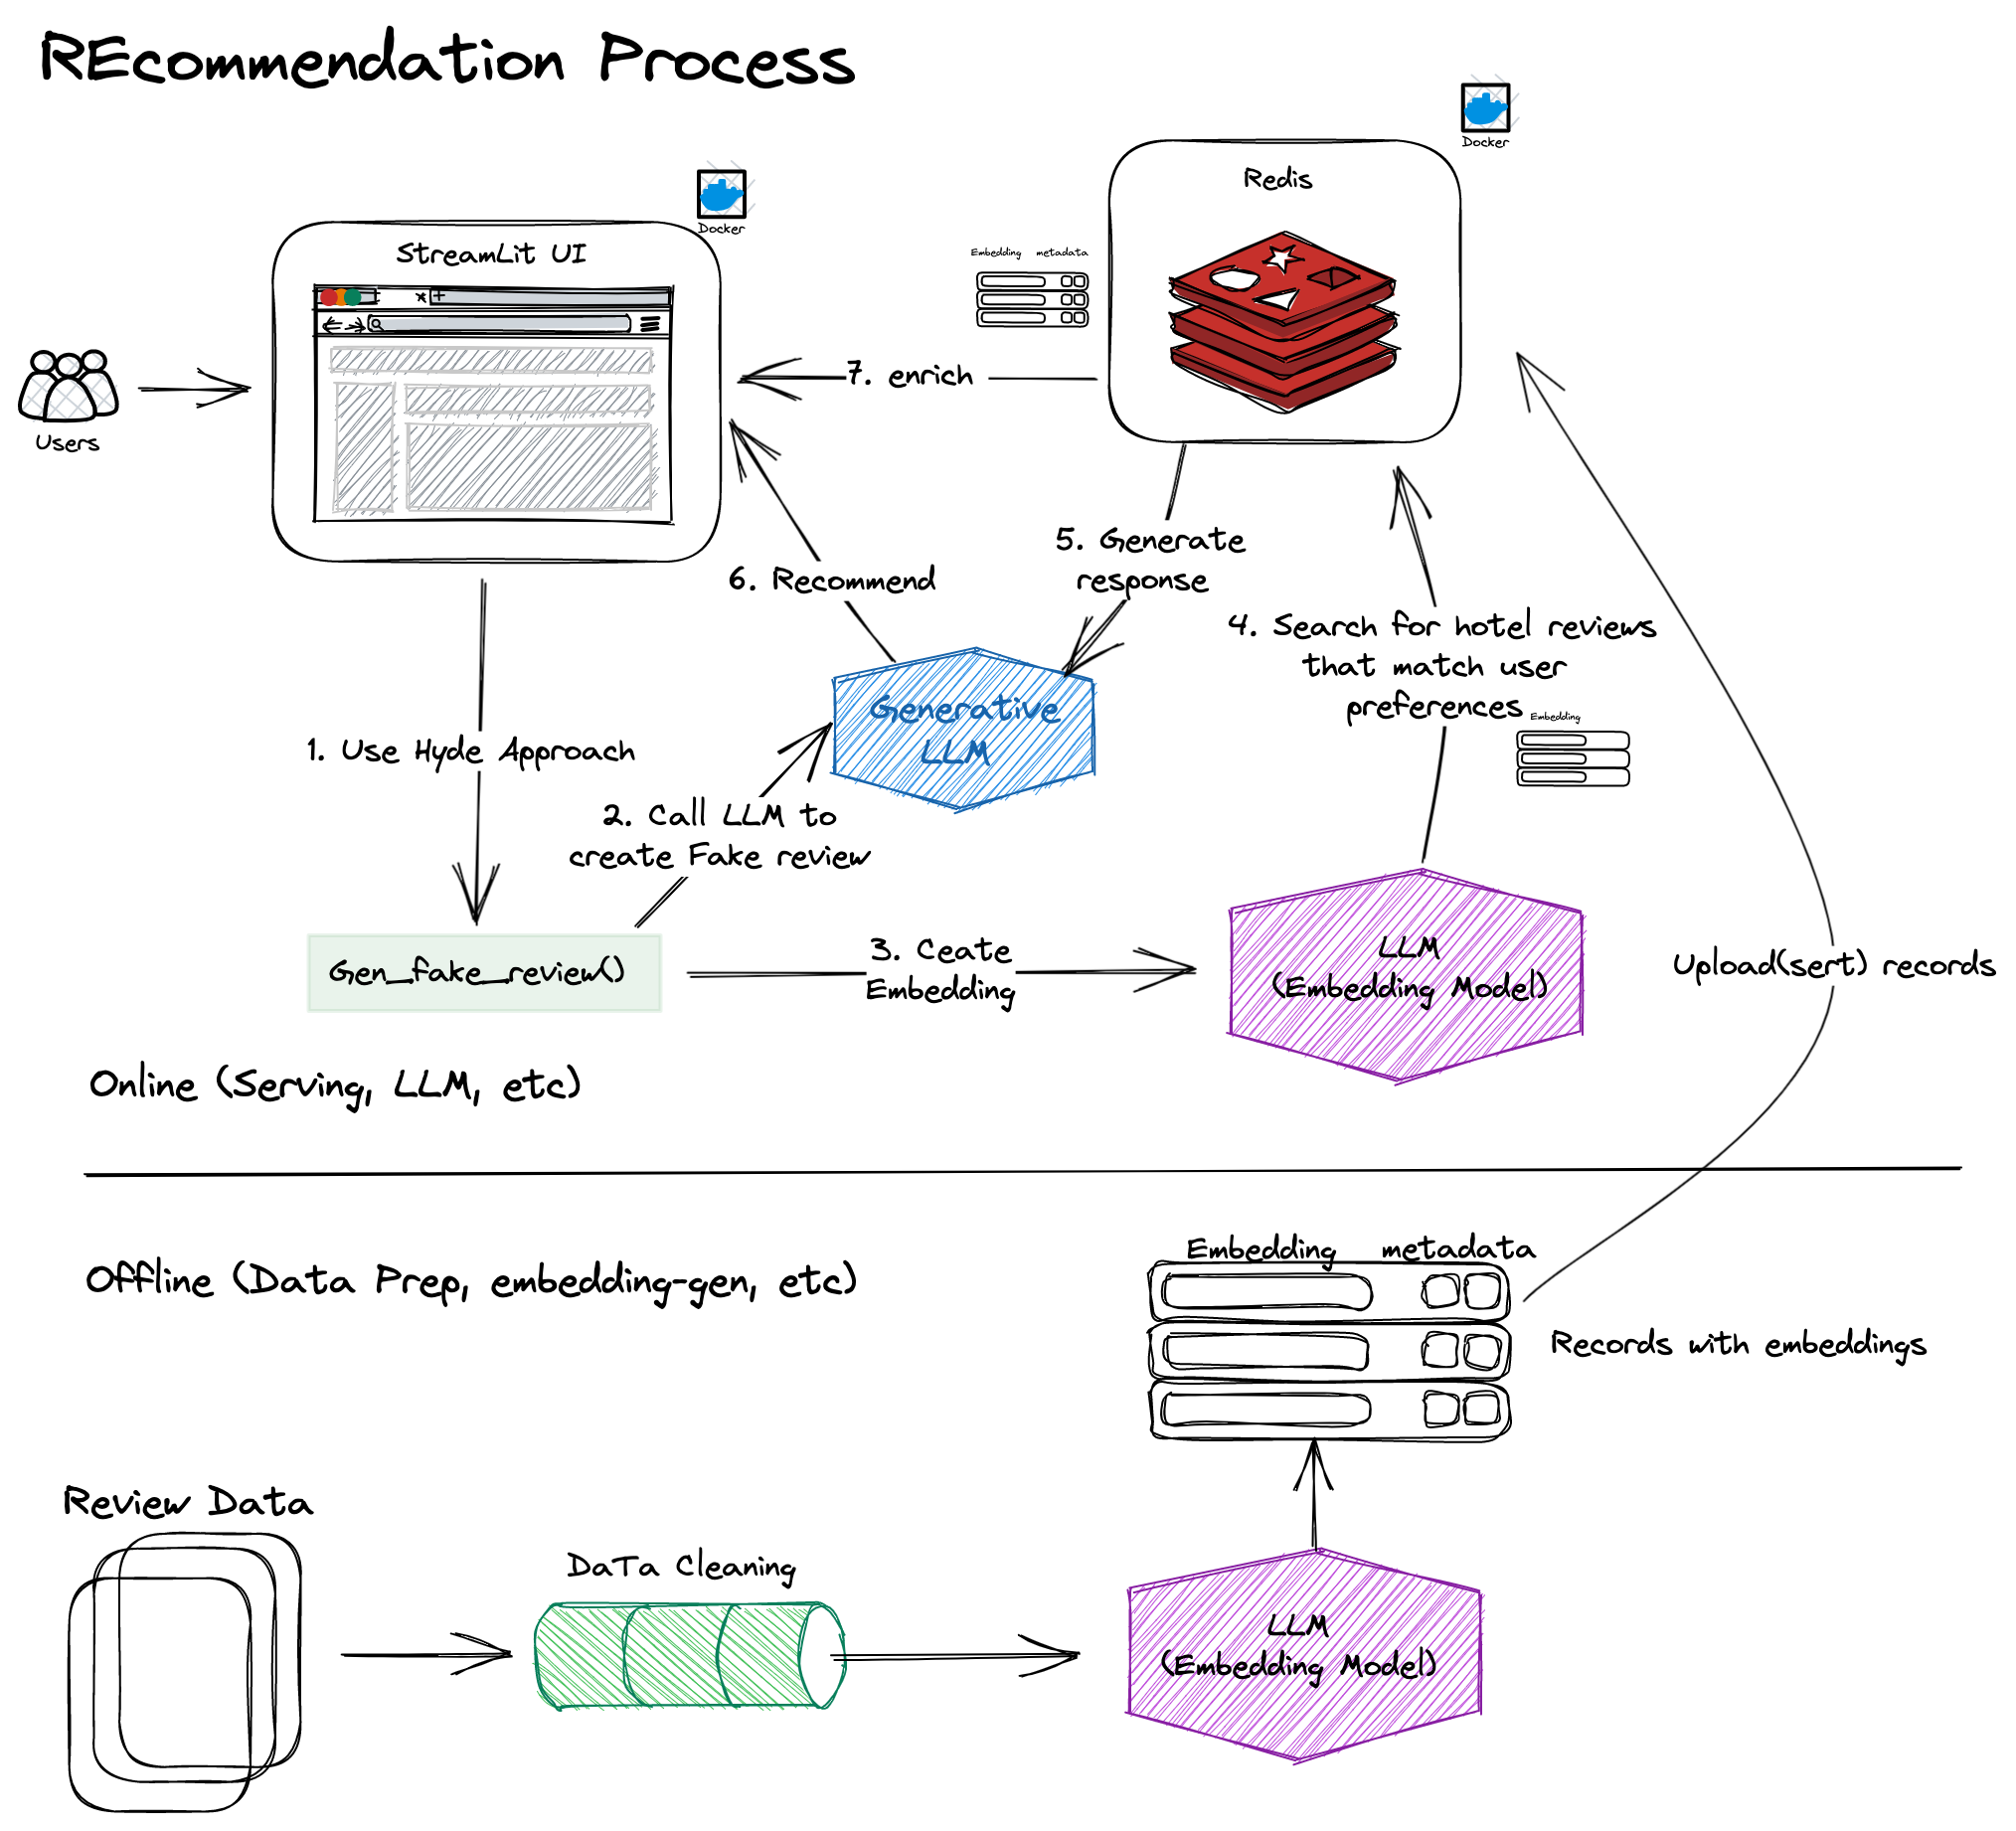 REcommendation Process
Docker
Redis
Docker
StreamLit UI
Embedding metadata
7. enrich
Users
5. Generate
response
6. Recommend
4. Search for hotel reviews
that match user
preferences
Embedding
Generative
LLM
1. Use Hyde Approach
2. Call LLM to
create Fake review
LLM
(Embedding Model)
3. Ceate
Embedding
Gen_fake_review()
Upload(sert) records
Online (Serving, LLM, etc)
Offline (Data Prep, embedding-gen, etc)
Embedding metadata
Records with embeddings
Review Data
DaTa Cleaning
LLM
(Embedding Model)